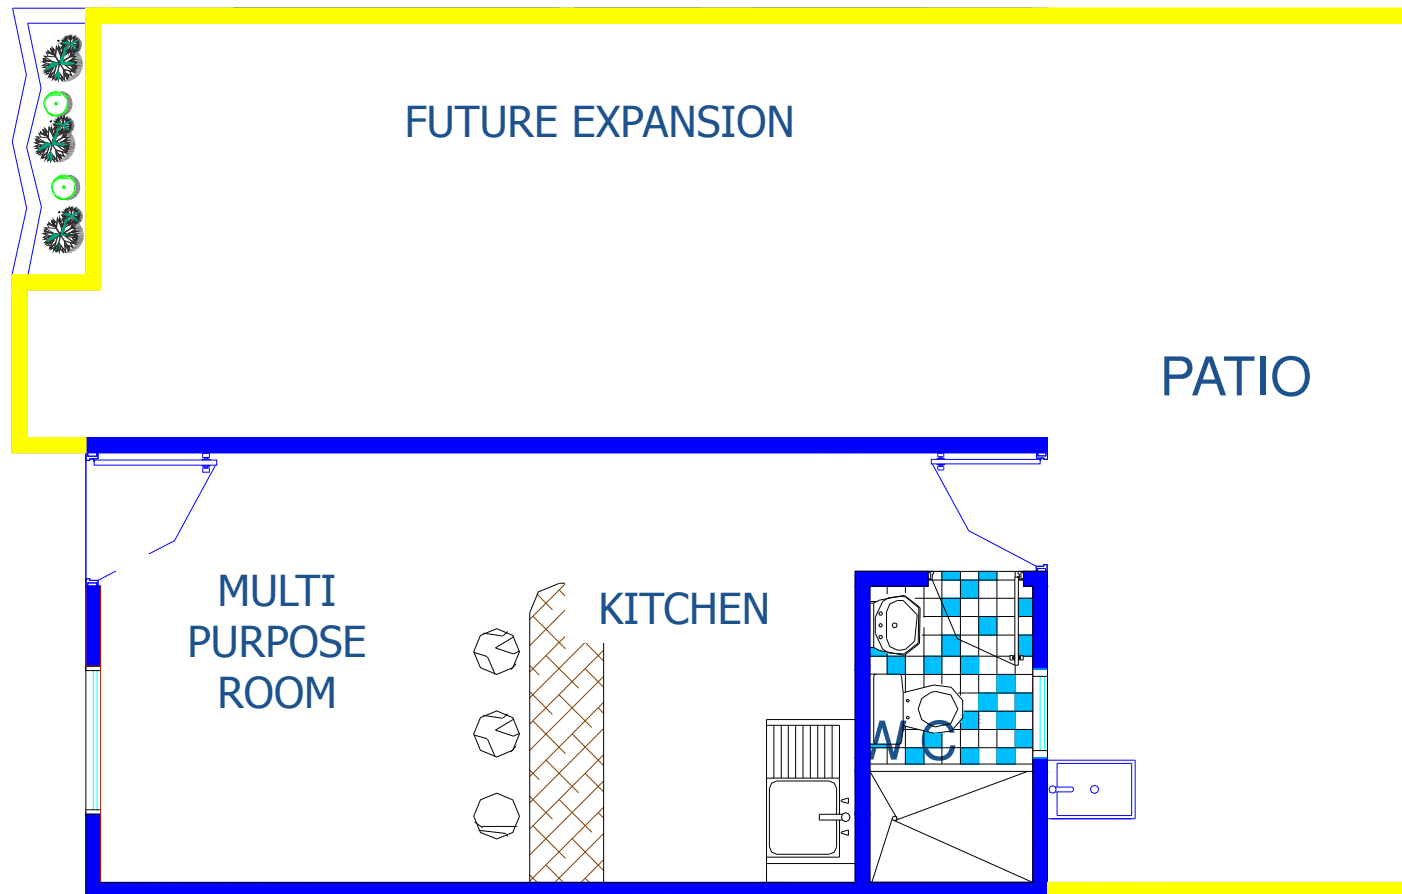 FUTURE EXPANSION
PATIO
MULTI
PURPOSE
ROOM
KITCHEN
WC